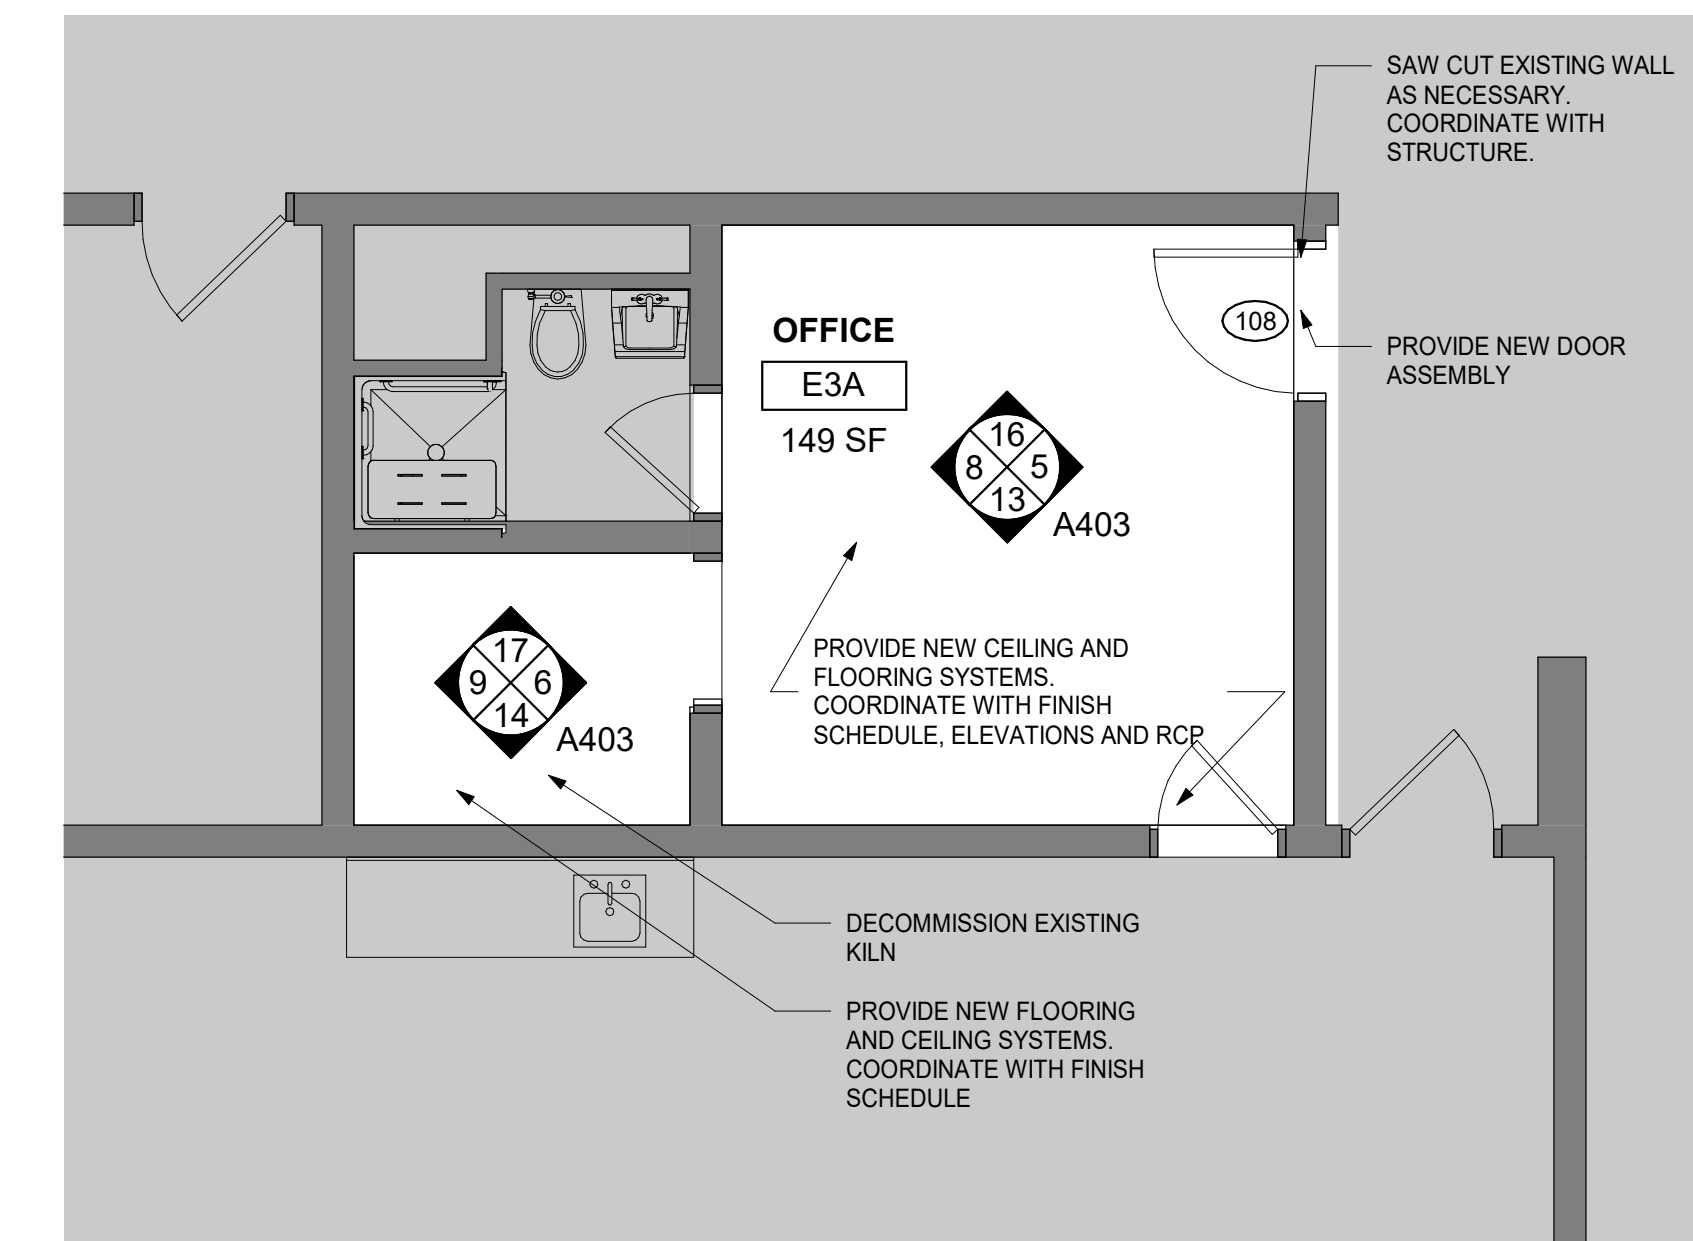 SAW CUT EXISTING WALL
AS NECESSARY.
COORDINATE WITH
STRUCTURE.
PROVIDE NEW DOOR
ASSEMBLY
108
OFFICE
E3A
149 SF
16
8 5
13
A403
PROVIDE NEW CEILING AND
FLOORING SYSTEMS.
COORDINATE WITH FINISH
SCHEDULE, ELEVATIONS AND RCP
17
9 6
14
A403
DECOMMISSION EXISTING
KILN
PROVIDE NEW FLOORING
AND CEILING SYSTEMS.
COORDINATE WITH FINISH
SCHEDULE